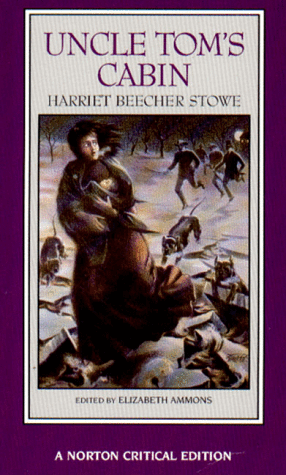 UNCLE TOM'S
CABIN
HARRIET BEECHER STOWE
EDITED BY ELIZABETH AMMONS
A NORTON CRITICAL EDITION